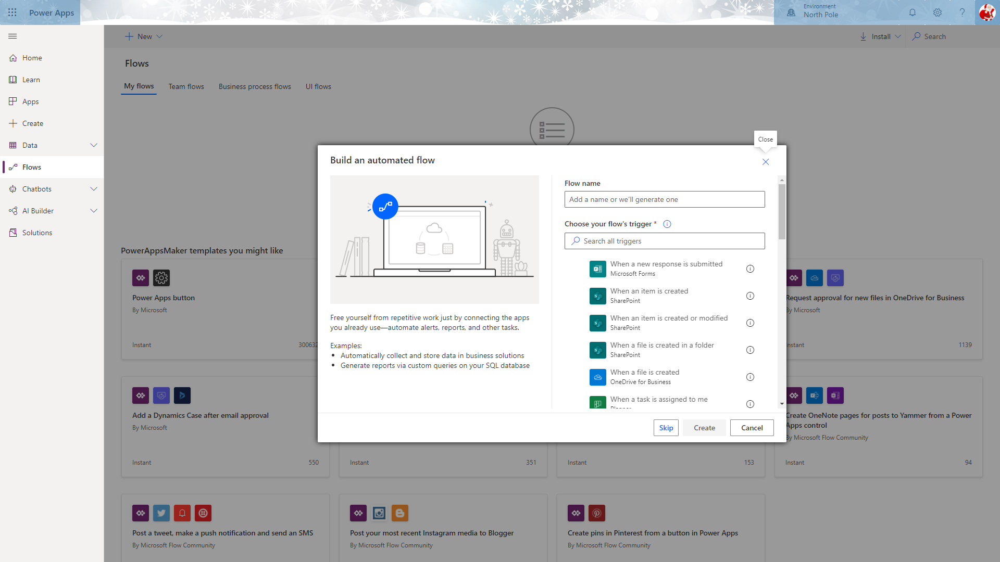 Power Apps
Environment
North Pole
New
Install
Search
Home
Learn
Apps
Create
Data
Flows
Chatbots
AI Builder
Solutions
Flows
My flows
Team flows
Business process flows
UI flows
Close
Build an automated flow
Free yourself from repetitive work just by connecting the apps
you already use—automate alerts, reports, and other tasks.
Examples:
• Automatically collect and store data in business solutions
• Generate reports via custom queries on your SQL database
Flow name
Add a name or we'll generate one
Choose your flow's trigger *
Search all triggers
When a new response is submitted
Microsoft Forms
When an item is created
SharePoint
When an item is created or modified
SharePoint
When a file is created in a folder
SharePoint
When a file is created
OneDrive for Business
When a task is assigned to me
Planner
Skip
Create
Cancel
PowerAppsMaker templates you might like
Power Apps button
By Microsoft
Instant
300632
Request approval for new files in OneDrive for Business
By Microsoft
Instant
1139
Add a Dynamics Case after email approval
By Microsoft
Instant
550
Instant
351
Instant
153
Create OneNote pages for posts to Yammer from a Power
Apps control
By Microsoft Flow Community
Instant
94
Post a tweet, make a push notification and send an SMS
By Microsoft Flow Community
Post your most recent Instagram media to Blogger
By Microsoft Flow Community
Create pins in Pinterest from a button in Power Apps
By Microsoft Flow Community